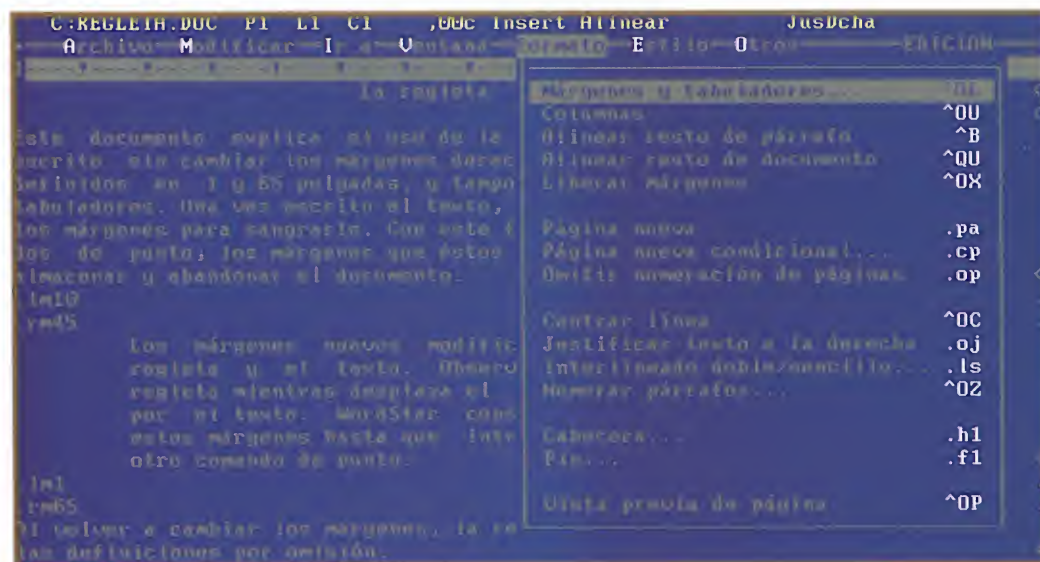 C:REGLETA.DOC P1 L1 C1 ,00c Insert Alinear JusDcha
Archivo Modificar Ir a Ventana Formato Estilo Otros EDICION
la regleta
Este documento explica el uso de la
escrito sin cambiar los márgenes derec
definidos en 1 y 65 pulgadas, y tampo
tabuladores. Una vez escrito el texto,
los márgenes para sangrarlo. Con este
los de punto, los márgenes que éstos
almacenar y abandonar el documento.
.lm10
.rm45
Los márgenes nuevos modific
regleta y el texto. Observ
regleta mientras desplaza el
por el texto. WordStar cons
estos márgenes hasta que intr
otro comando de punto.
.lm1
.rm65
Al volver a cambiar los márgenes, la re
las definiciones por omisión.
Márgenes y tabuladores... OL
Columnas ^OU
Alinear resto de párrafo ^B
Alinear resto de documento ^QU
Liberar márgenes ^OX
Página nueva .pa
Página nueva condicional... .cp
Omitir numeración de páginas .op
Centrar línea ^OC
Justificar texto a la derecha .oj
Interlineado doble/sencillo... .ls
Numerar párrafos... ^OZ
Cabecera... .h1
Pie... .f1
Vista previa de página ^OP